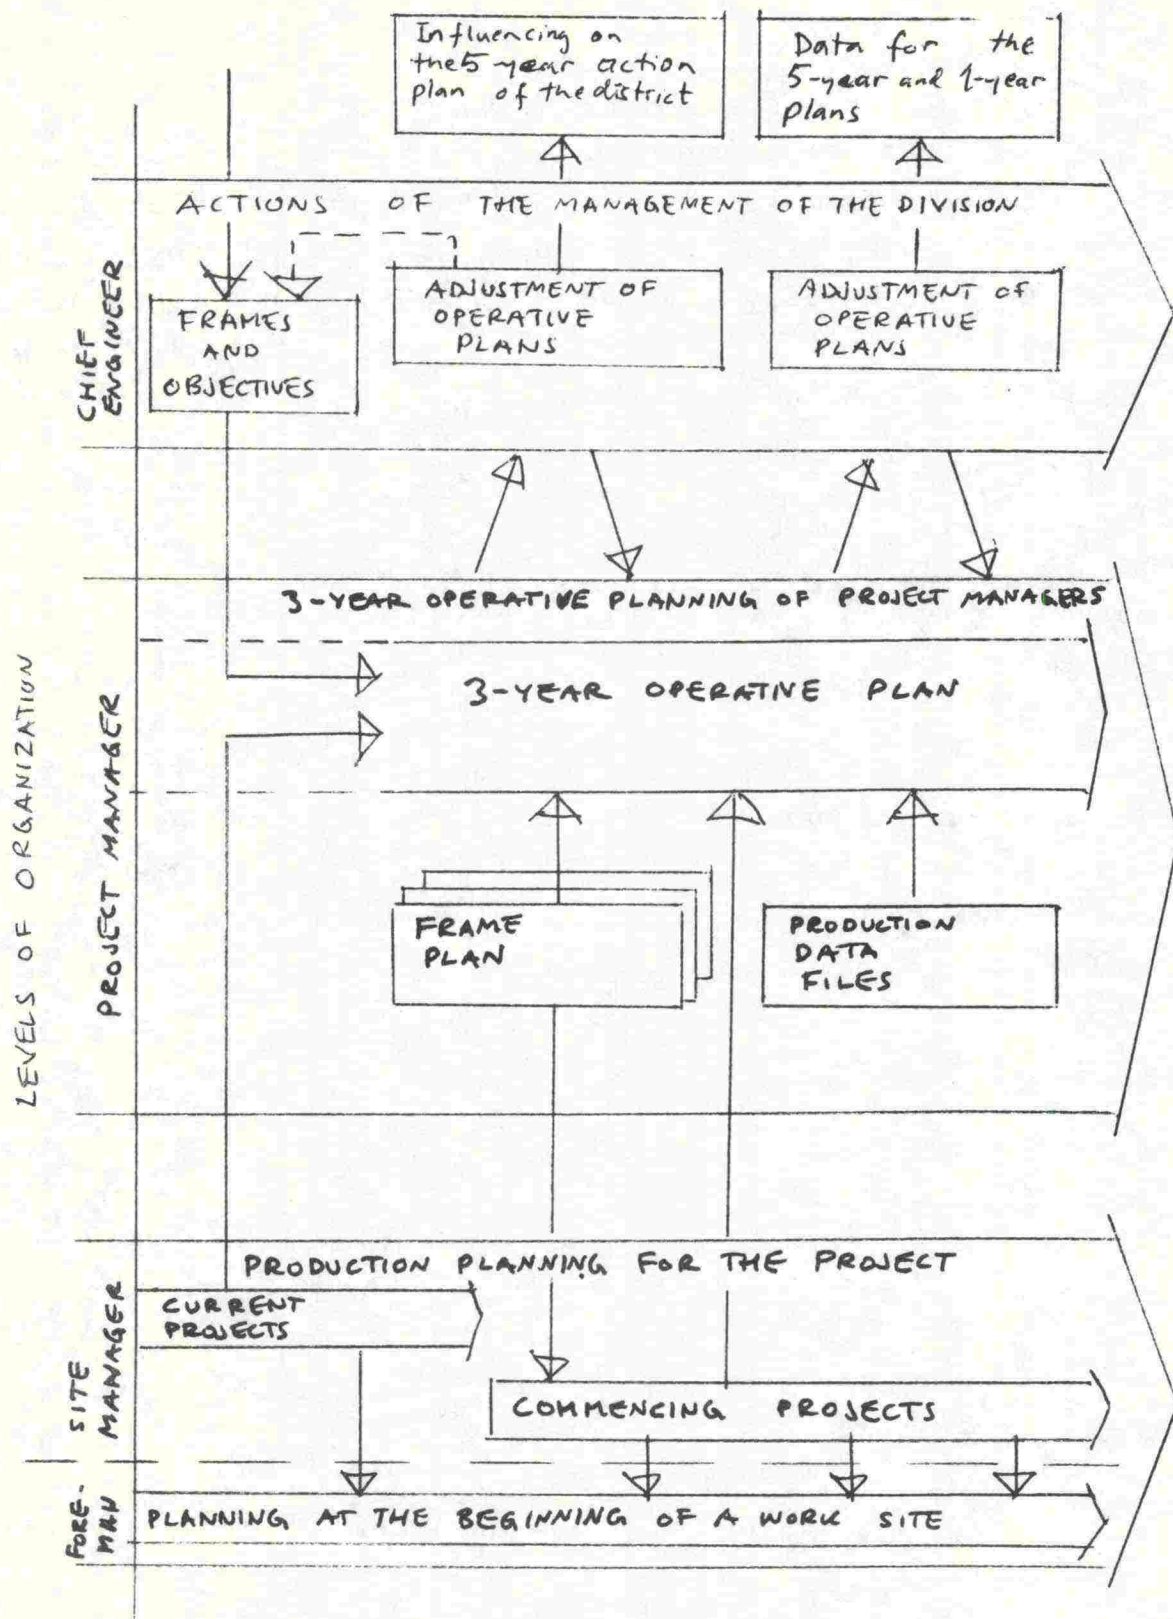 Influencing on
the 5-year action
plan of the district
Data for the
5-year and 1-year
plans
ACTIONS OF THE MANAGEMENT OF THE DIVISION
FRAMES
AND
OBJECTIVES
ADJUSTMENT OF
OPERATIVE
PLANS
ADJUSTMENT OF
OPERATIVE
PLANS
CHIEF
ENGINEER
3-YEAR OPERATIVE PLANNING OF PROJECT MANAGERS
3-YEAR OPERATIVE PLAN
LEVELS OF ORGANIZATION
PROJECT MANAGER
FRAME
PLAN
PRODUCTION
DATA
FILES
PRODUCTION PLANNING FOR THE PROJECT
CURRENT
PROJECTS
SITE
MANAGER
COMMENCING PROJECTS
FORE-
MAN
PLANNING AT THE BEGINNING OF A WORK SITE